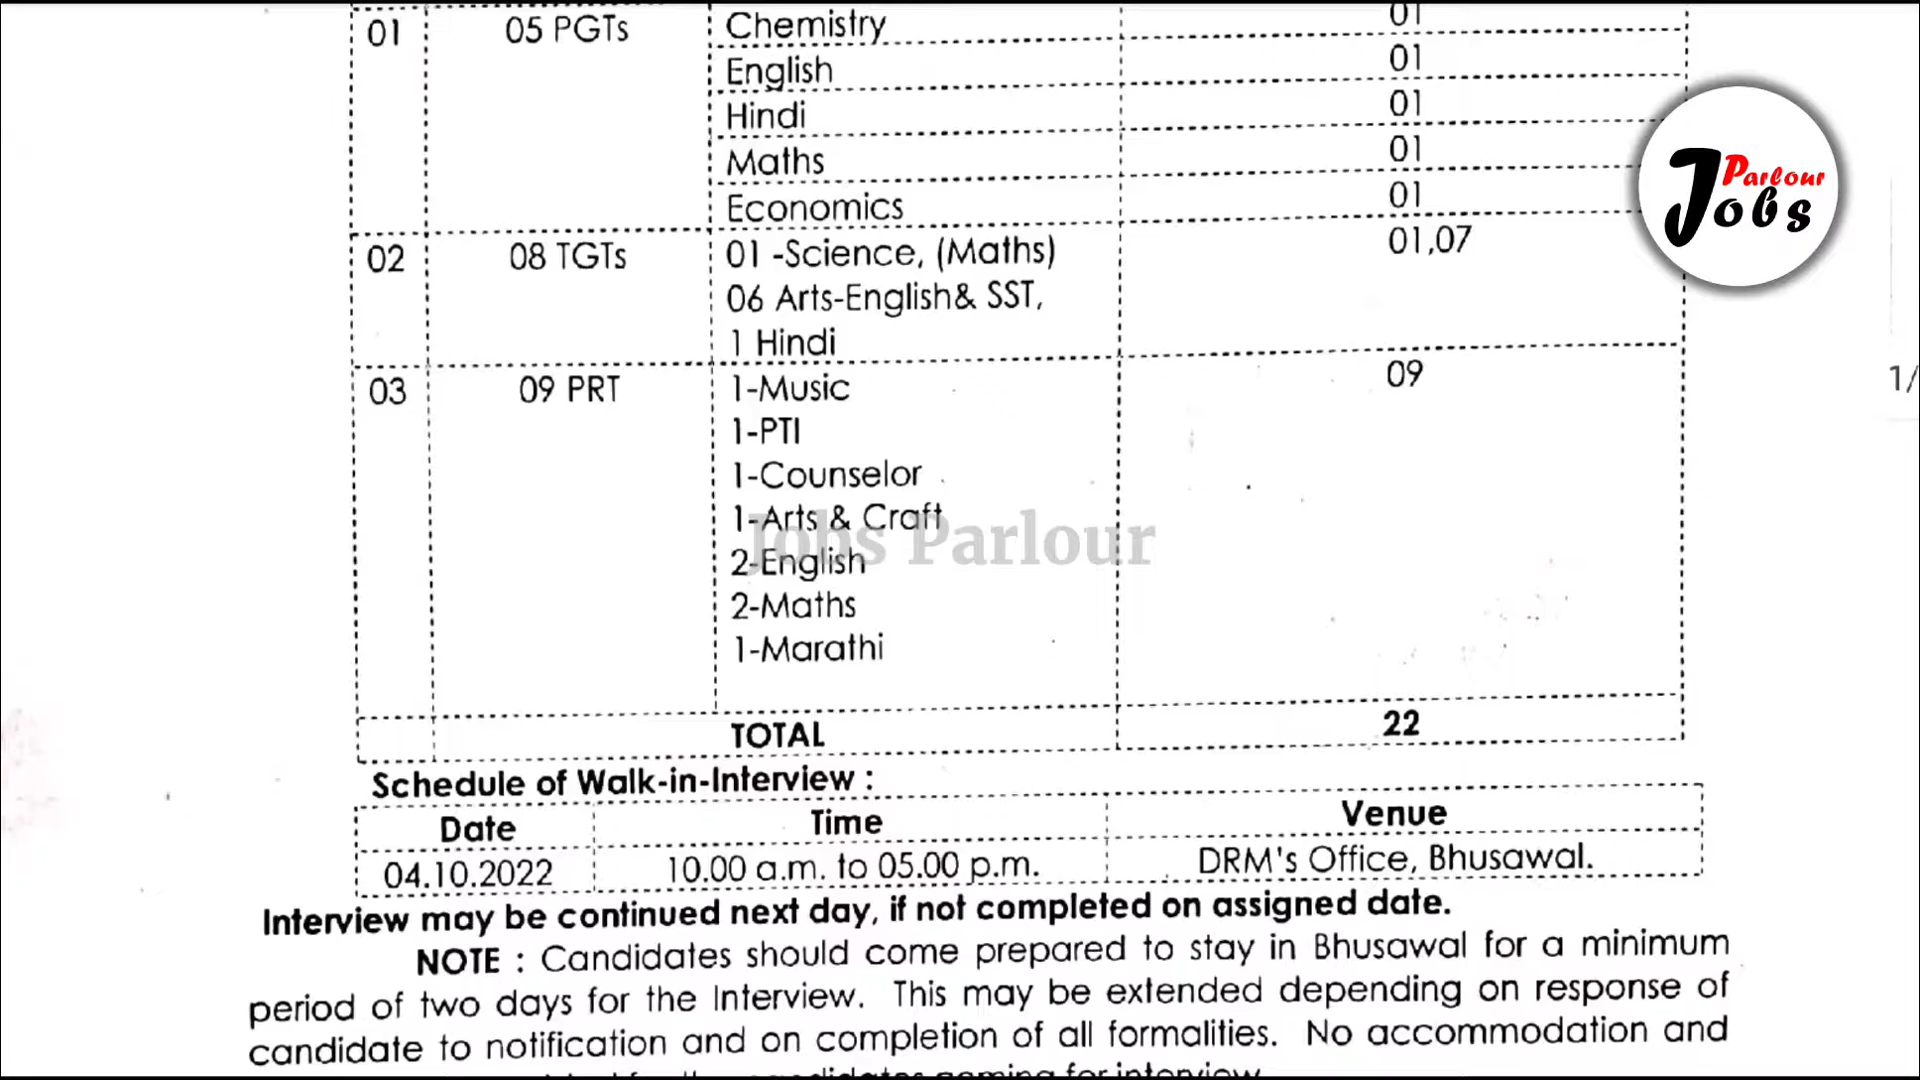 01 05 PGTs Chemistry 01
English 01
Hindi 01
Maths 01
Economics 01
02 08 TGTs 01 -Science, (Maths) 01,07
06 Arts-English& SST,
1 Hindi
03 09 PRT 1-Music 09
1-PTI
1-Counselor
1-Arts & Craft
2-English
2-Maths
1-Marathi
TOTAL 22
Schedule of Walk-in-Interview :
Date Time Venue
04.10.2022 10.00 a.m. to 05.00 p.m. DRM's Office, Bhusawal.
Interview may be continued next day, if not completed on assigned date.
NOTE : Candidates should come prepared to stay in Bhusawal for a minimum
period of two days for the Interview. This may be extended depending on response of
candidate to notification and on completion of all formalities. No accommodation and
for interview
Parlour
Jobs
Jobs Parlour
1/